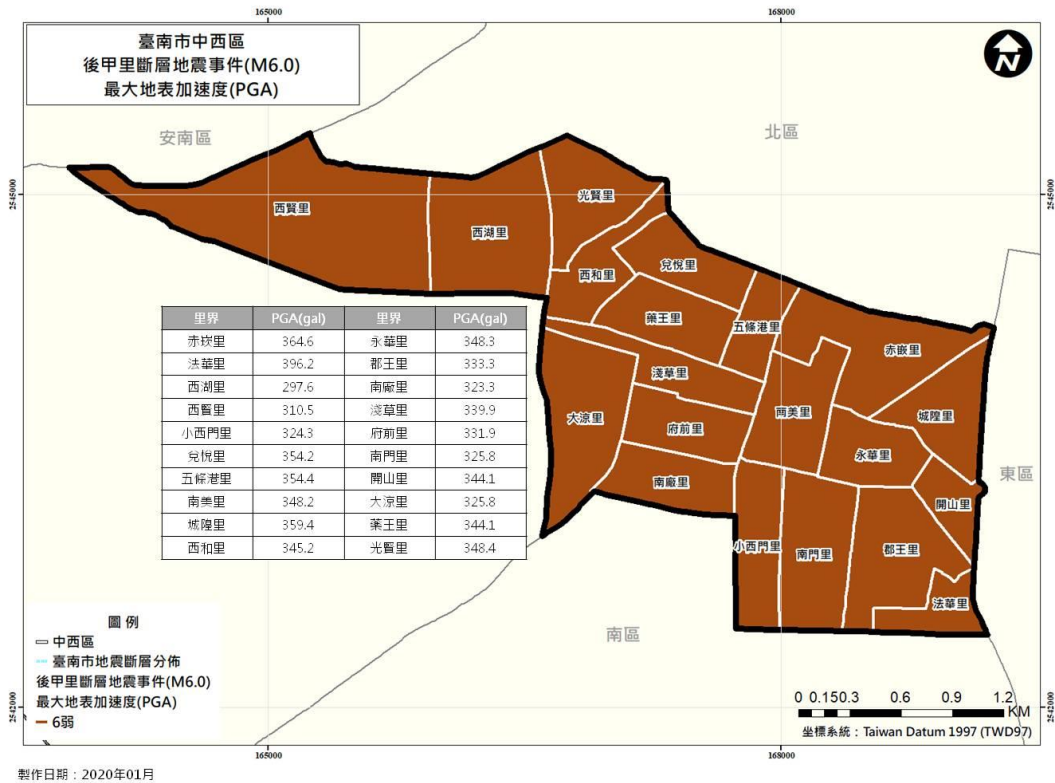 165000
168000
臺南市中西區
後甲里斷層地震事件(M6.0)
最大地表加速度(PGA)
N
安南區
北區
2545000
2545000
光賢里
西賢里
西湖里
兌悅里
西和里
藥王里
五條港里
赤嵌里
淺草里
大涼里
兩美里
城隍里
府前里
永華里
東區
南廠里
開山里
小西門里
南門里
郡王里
法華里
南區
里界 PGA(gal) 里界 PGA(gal)
赤崁里 364.6 永華里 348.3
法華里 396.2 郡王里 333.3
西湖里 297.6 南廠里 323.3
西賢里 310.5 淺草里 339.9
小西門里 324.3 府前里 331.9
兌悅里 354.2 南門里 325.8
五條港里 354.4 開山里 344.1
南美里 348.2 大涼里 325.8
城隍里 359.4 藥王里 344.1
西和里 345.2 光賢里 348.4
圖例
中西區
臺南市地震斷層分佈
後甲里斷層地震事件(M6.0)
最大地表加速度(PGA)
6弱
0 0.15 0.3 0.6 0.9 1.2
KM
坐標系統：Taiwan Datum 1997 (TWD97)
2542000
2542000
165000
168000
製作日期：2020年01月